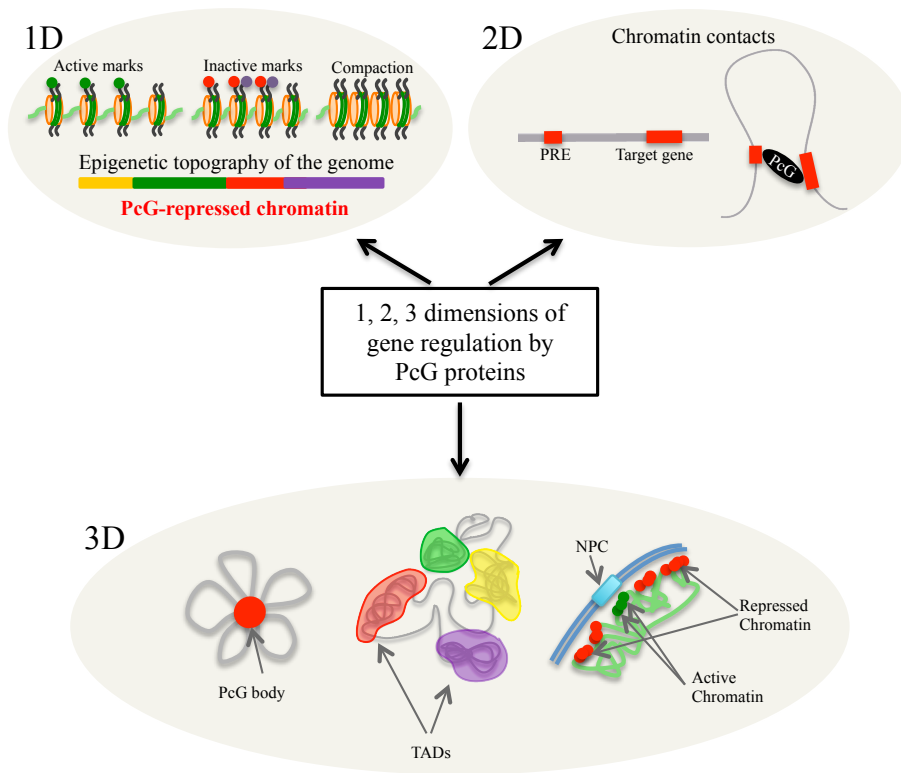 1D
Active marks
Inactive marks
Compaction
Epigenetic topography of the genome
PcG-repressed chromatin
2D
Chromatin contacts
PRE
Target gene
PcG
1, 2, 3 dimensions of
gene regulation by
PcG proteins
3D
PcG body
TADs
NPC
Repressed
Chromatin
Active
Chromatin